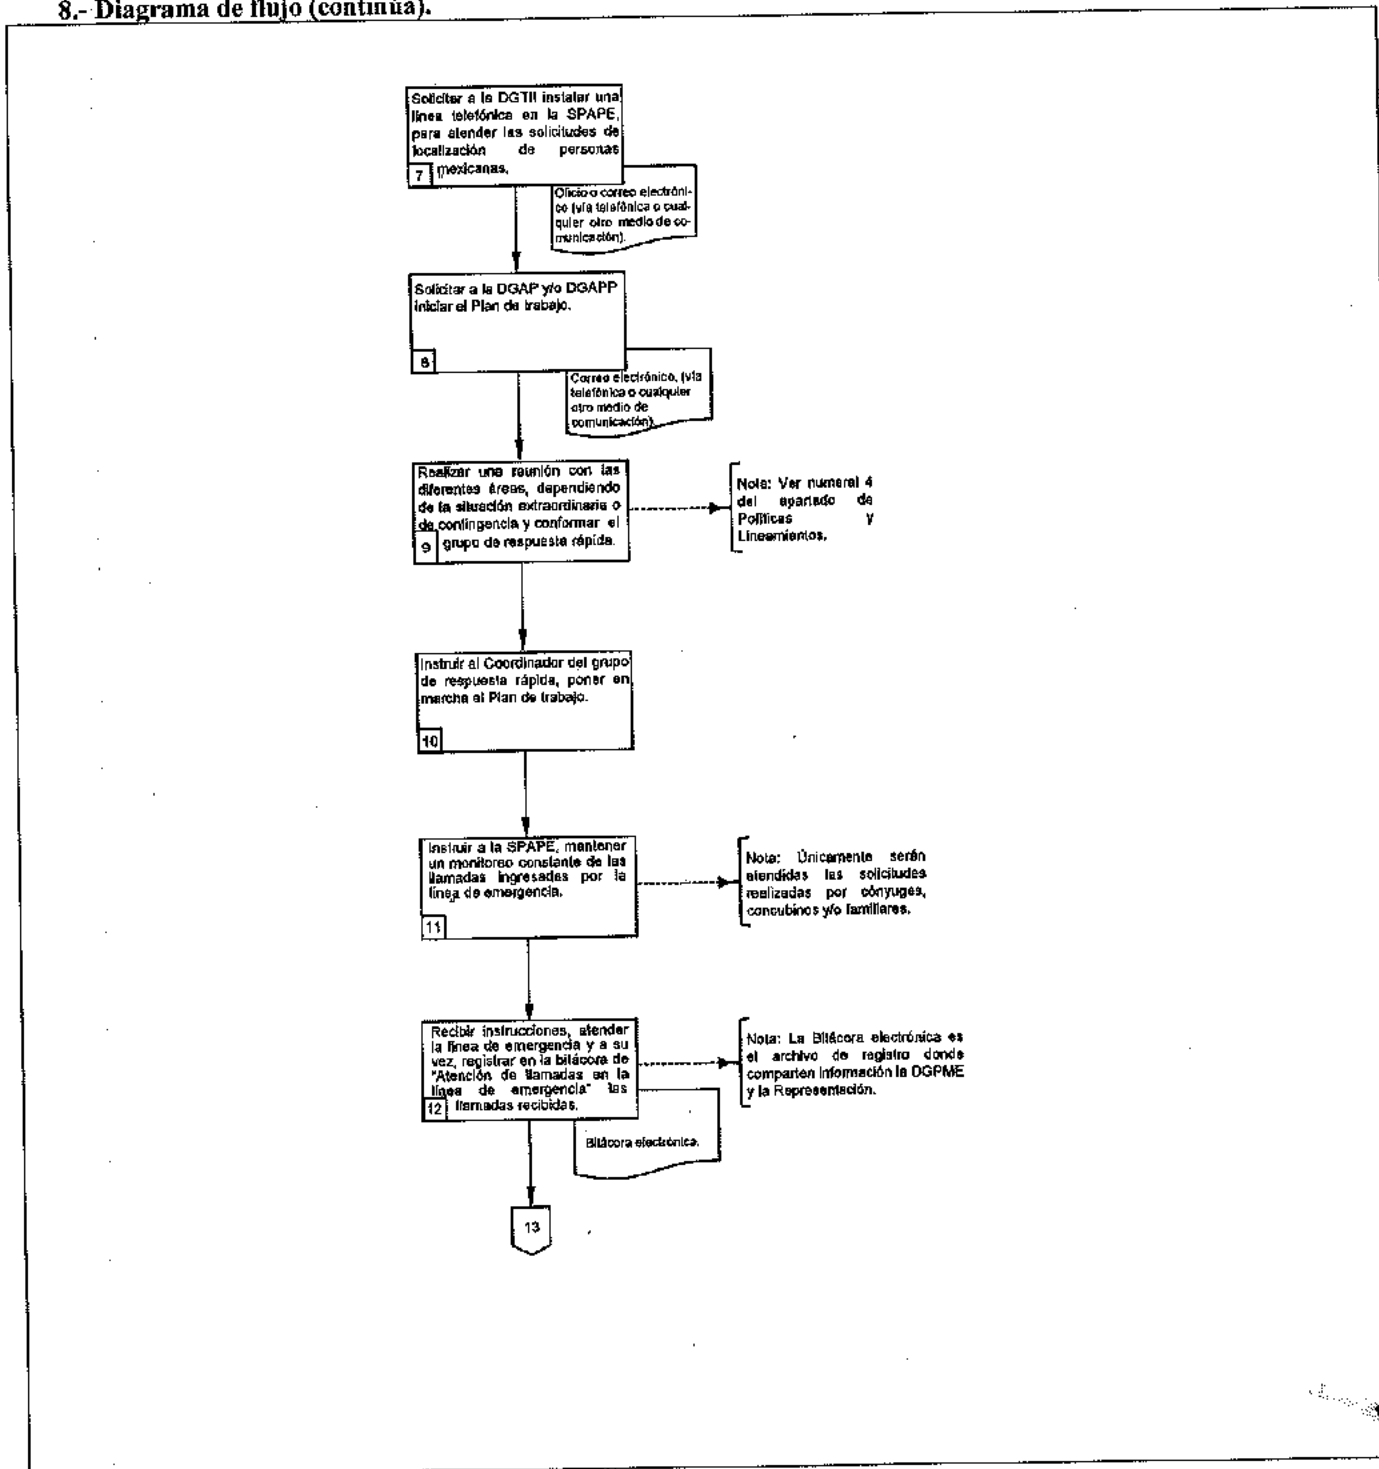 8.- Diagrama de flujo (continúa).
Solicitar a la DGTII instalar una
línea telefónica en la SPAPE,
para atender las solicitudes de
localización de personas
mexicanas.
7
Oficio o correo electróni-
co (vía telefónica o cual-
quier otro medio de co-
municación).
Solicitar a la DGAP y/o DGAPP
iniciar el Plan de trabajo.
8
Correo electrónico, (vía
telefónica o cualquier
otro medio de
comunicación).
Realizar una reunión con las
diferentes áreas, dependiendo
de la situación extraordinaria o
de contingencia y conformar el
9 grupo de respuesta rápida.
Nota: Ver numeral 4
del apartado de
Políticas y
Lineamientos.
Instruir al Coordinador del grupo
de respuesta rápida, poner en
marcha el Plan de trabajo.
10
Instruir a la SPAPE, mantener
un monitoreo constante de las
llamadas ingresadas por la
línea de emergencia.
11
Nota: Únicamente serán
atendidas las solicitudes
realizadas por cónyuges,
concubinos y/o familiares.
Recibir instrucciones, atender
la línea de emergencia y a su
vez, registrar en la bitácora de
"Atención de llamadas en la
línea de emergencia" las
12 llamadas recibidas.
Nota: La Bitácora electrónica es
el archivo de registro donde
comparten información la DGPME
y la Representación.
Bitácora electrónica.
13